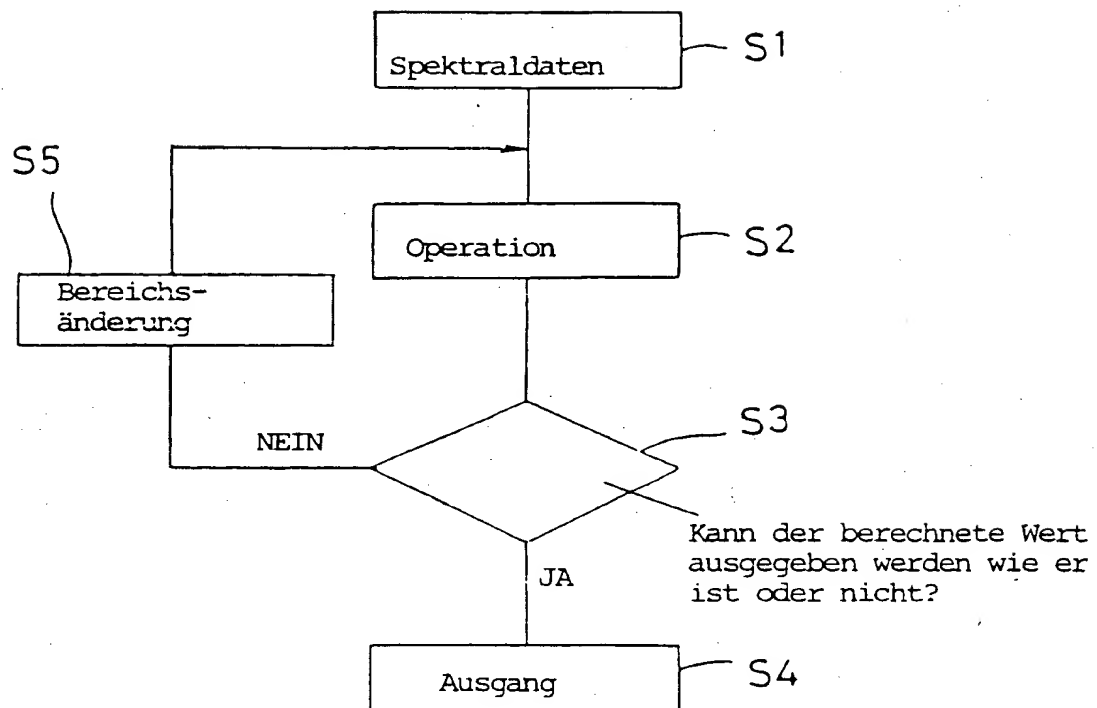 Spektraldaten
S1
S5
Operation
S2
Bereichs-
änderung
S3
NEIN
Kann der berechnete Wert
ausgegeben werden wie er
ist oder nicht?
JA
Ausgang
S4